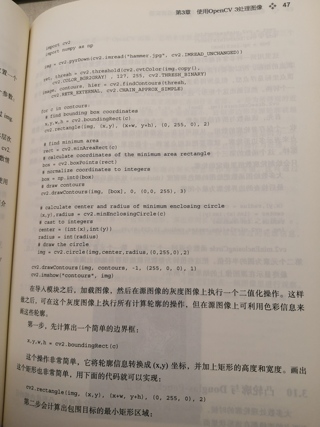 第3章 使用OpenCV 3处理图像 47
import cv2
import numpy as np
img = cv2.pyrDown(cv2.imread("hammer.jpg", cv2.IMREAD_UNCHANGED))
ret, thresh = cv2.threshold(cv2.cvtColor(img.copy(),
cv2.COLOR_BGR2GRAY) , 127, 255, cv2.THRESH_BINARY)
image, contours, hier = cv2.findContours(thresh,
cv2.RETR_EXTERNAL, cv2.CHAIN_APPROX_SIMPLE)
for c in contours:
# find bounding box coordinates
x,y,w,h = cv2.boundingRect(c)
cv2.rectangle(img, (x,y), (x+w, y+h), (0, 255, 0), 2)
# find minimum area
rect = cv2.minAreaRect(c)
# calculate coordinates of the minimum area rectangle
box = cv2.boxPoints(rect)
# normalize coordinates to integers
box = np.int0(box)
# draw contours
cv2.drawContours(img, [box], 0, (0,0, 255), 3)
# calculate center and radius of minimum enclosing circle
(x,y),radius = cv2.minEnclosingCircle(c)
# cast to integers
center = (int(x),int(y))
radius = int(radius)
# draw the circle
img = cv2.circle(img,center,radius,(0,255,0),2)
cv2.drawContours(img, contours, -1, (255, 0, 0), 1)
cv2.imshow("contours", img)
在导入模块之后，加载图像，然后在源图像的灰度图像上执行一个二值化操作。这样
做之后，可在这个灰度图像上执行所有计算轮廓的操作，但在源图像上可利用色彩信息来
画这些轮廓。
第一步，先计算出一个简单的边界框：
x,y,w,h = cv2.boundingRect(c)
这个操作非常简单，它将轮廓信息转换成 (x,y) 坐标，并加上矩形的高度和宽度。画出
这个矩形也非常简单，用下面的代码就可以实现：
cv2.rectangle(img, (x,y), (x+w, y+h), (0, 255, 0), 2)
第二步会计算出包围目标的最小矩形区域：